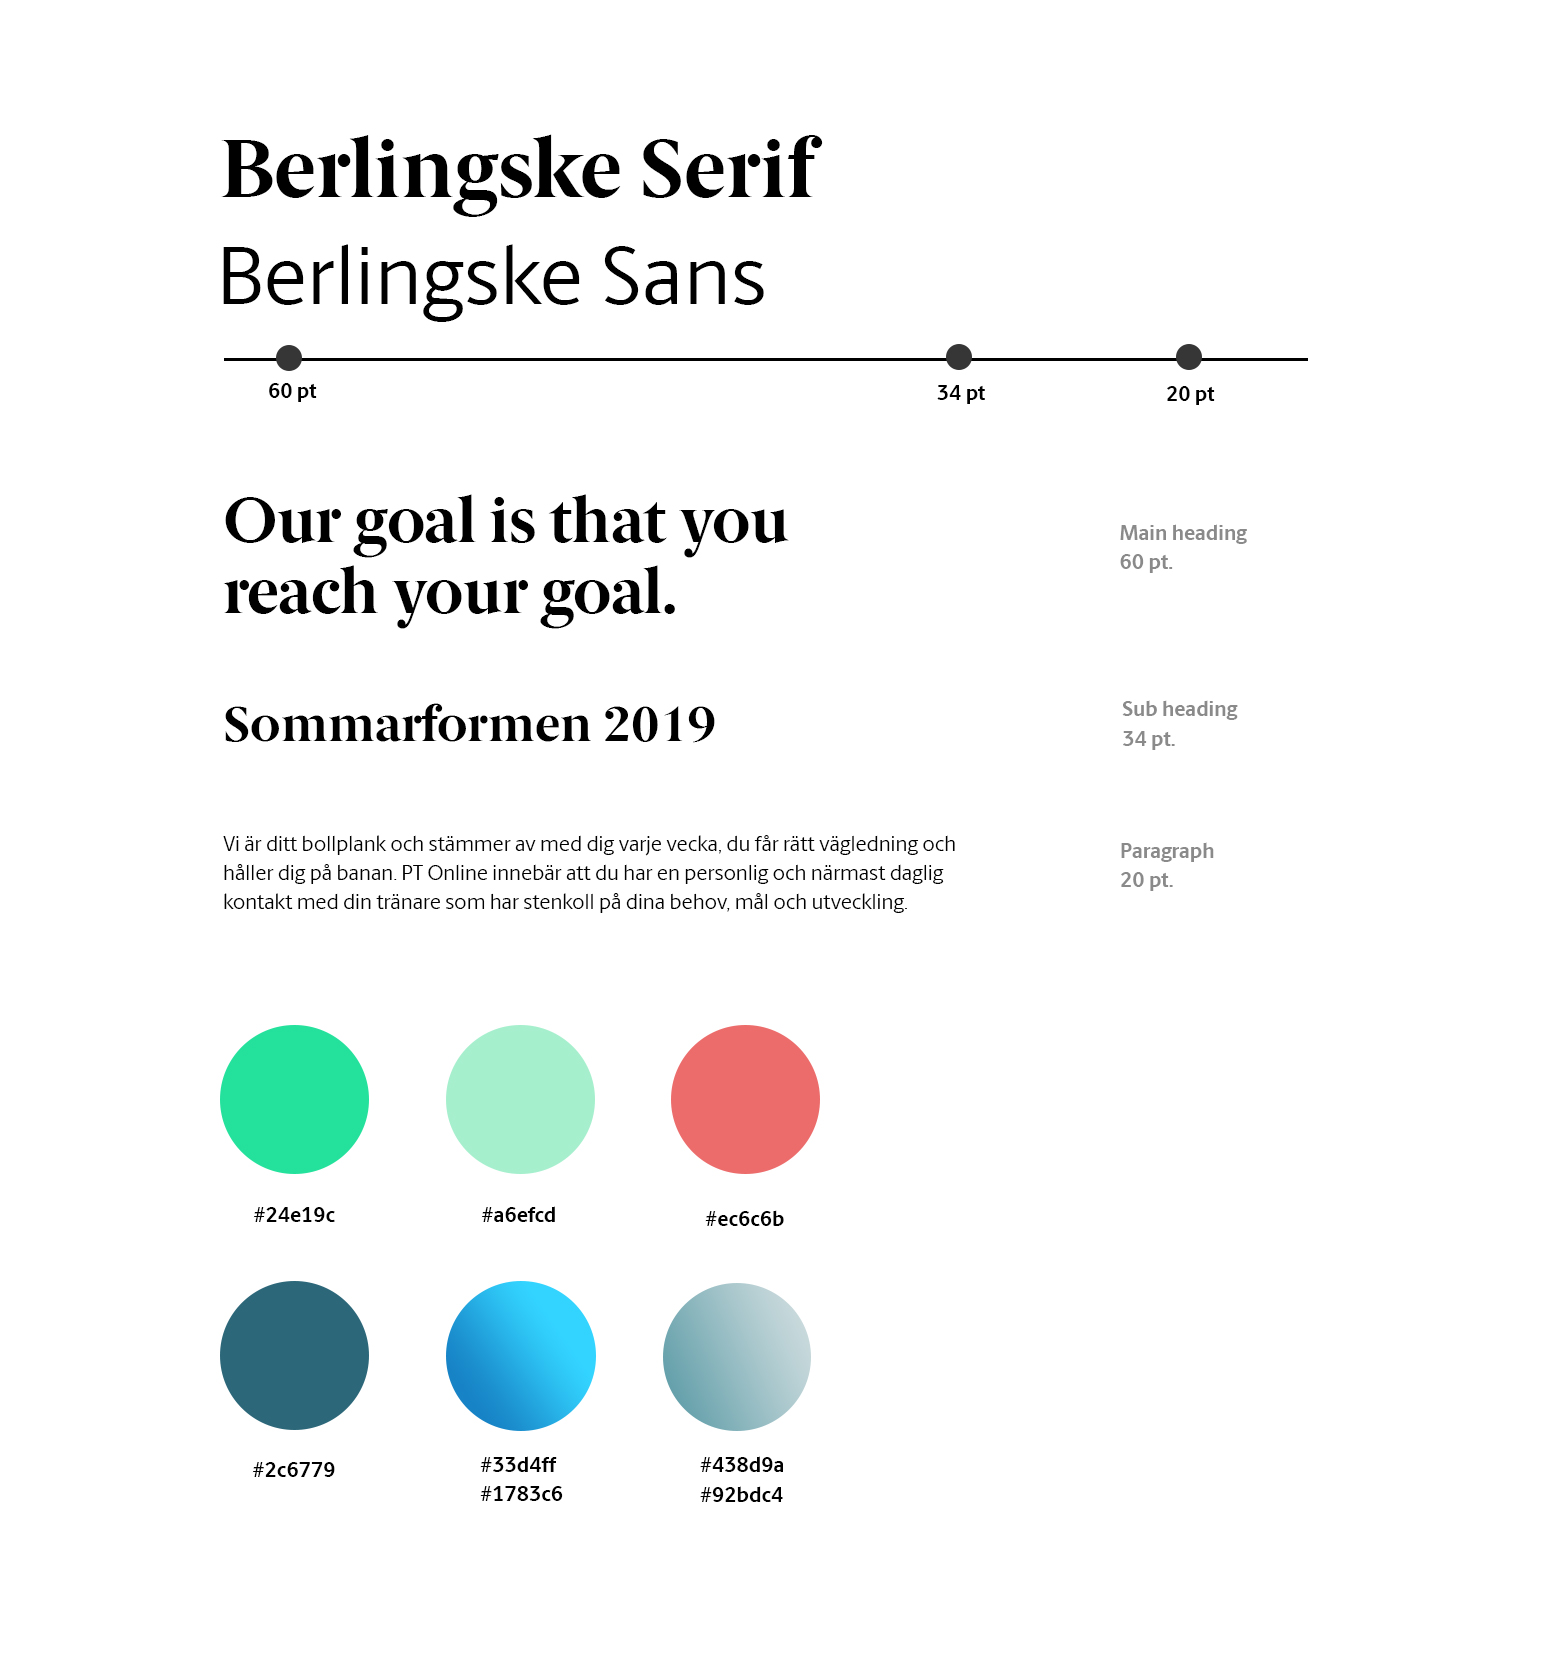 Berlingske Serif
Berlingske Sans
60 pt
34 pt
20 pt
Our goal is that you
reach your goal.
Main heading
60 pt.
Sommarformen 2019
Sub heading
34 pt.
Vi är ditt bollplank och stämmer av med dig varje vecka, du får rätt vägledning och
håller dig på banan. PT Online innebär att du har en personlig och närmast daglig
kontakt med din tränare som har stenkoll på dina behov, mål och utveckling.
Paragraph
20 pt.
#24e19c
#a6efcd
#ec6c6b
#2c6779
#33d4ff
#1783c6
#438d9a
#92bdc4